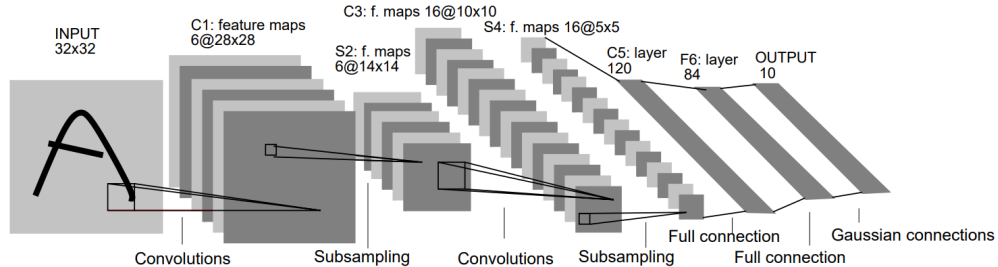 INPUT
32x32
C1: feature maps
6@28x28
S2: f. maps
6@14x14
C3: f. maps 16@10x10
S4: f. maps 16@5x5
C5: layer
120
F6: layer
84
OUTPUT
10
Convolutions
Subsampling
Convolutions
Subsampling
Full connection
Full connection
Gaussian connections